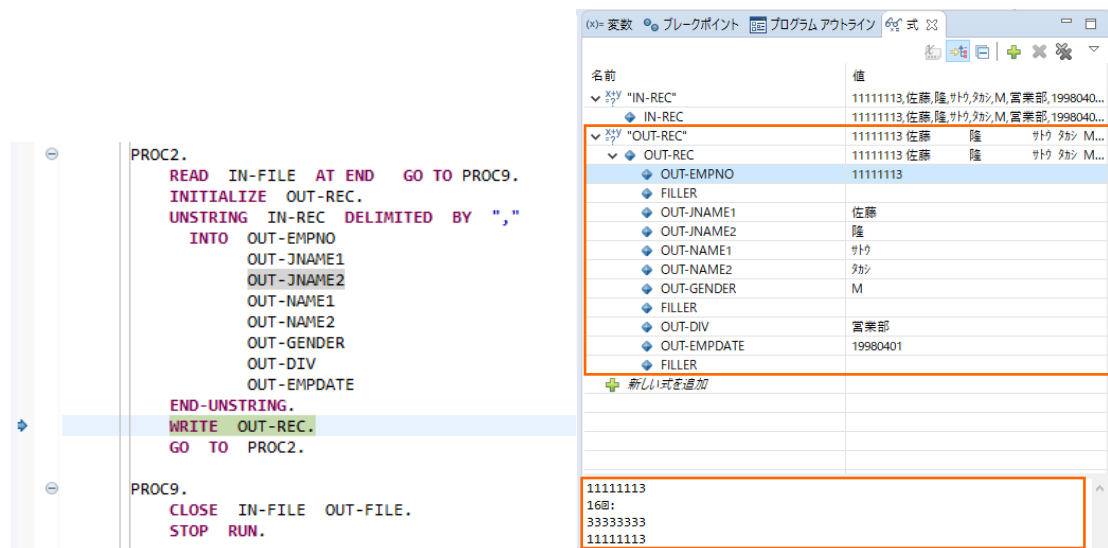 PROC2.
READ IN-FILE AT END GO TO PROC9.
INITIALIZE OUT-REC.
UNSTRING IN-REC DELIMITED BY ","
INTO OUT-EMPNO
OUT-JNAME1
OUT-JNAME2
OUT-NAME1
OUT-NAME2
OUT-GENDER
OUT-DIV
OUT-EMPDATE
END-UNSTRING.
WRITE OUT-REC.
GO TO PROC2.
PROC9.
CLOSE IN-FILE OUT-FILE.
STOP RUN.
(x)= 変数 ブレークポイント プログラム アウトライン 式
名前 値
"IN-REC" 11111113,佐藤,隆,ｻﾄｳ,ﾀｶｼ,M,営業部,1998040...
IN-REC 11111113,佐藤,隆,ｻﾄｳ,ﾀｶｼ,M,営業部,1998040...
"OUT-REC" 11111113 佐藤 隆 ｻﾄｳ ﾀｶｼ M...
OUT-REC 11111113 佐藤 隆 ｻﾄｳ ﾀｶｼ M...
OUT-EMPNO 11111113
FILLER
OUT-JNAME1 佐藤
OUT-JNAME2 隆
OUT-NAME1 ｻﾄｳ
OUT-NAME2 ﾀｶｼ
OUT-GENDER M
FILLER
OUT-DIV 営業部
OUT-EMPDATE 19980401
FILLER
新しい式を追加
11111113
16回:
33333333
11111113